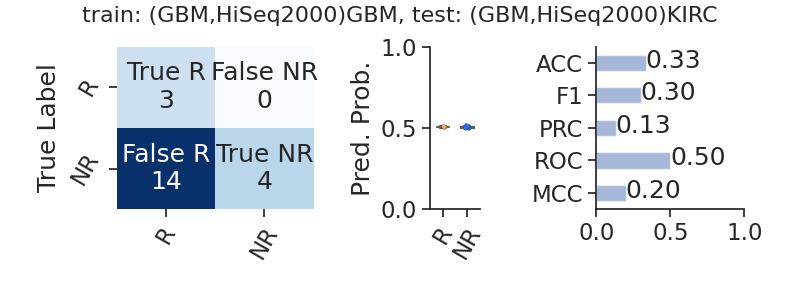 train: (GBM,HiSeq2000)GBM, test: (GBM,HiSeq2000)KIRC
True Label
R
NR
True R
3
False NR
0
False R
14
True NR
4
R
NR
Pred. Prob.
1.0
0.5
0.0
R
NR
ACC
0.33
F1
0.30
PRC
0.13
ROC
0.50
MCC
0.20
0.0
0.5
1.0